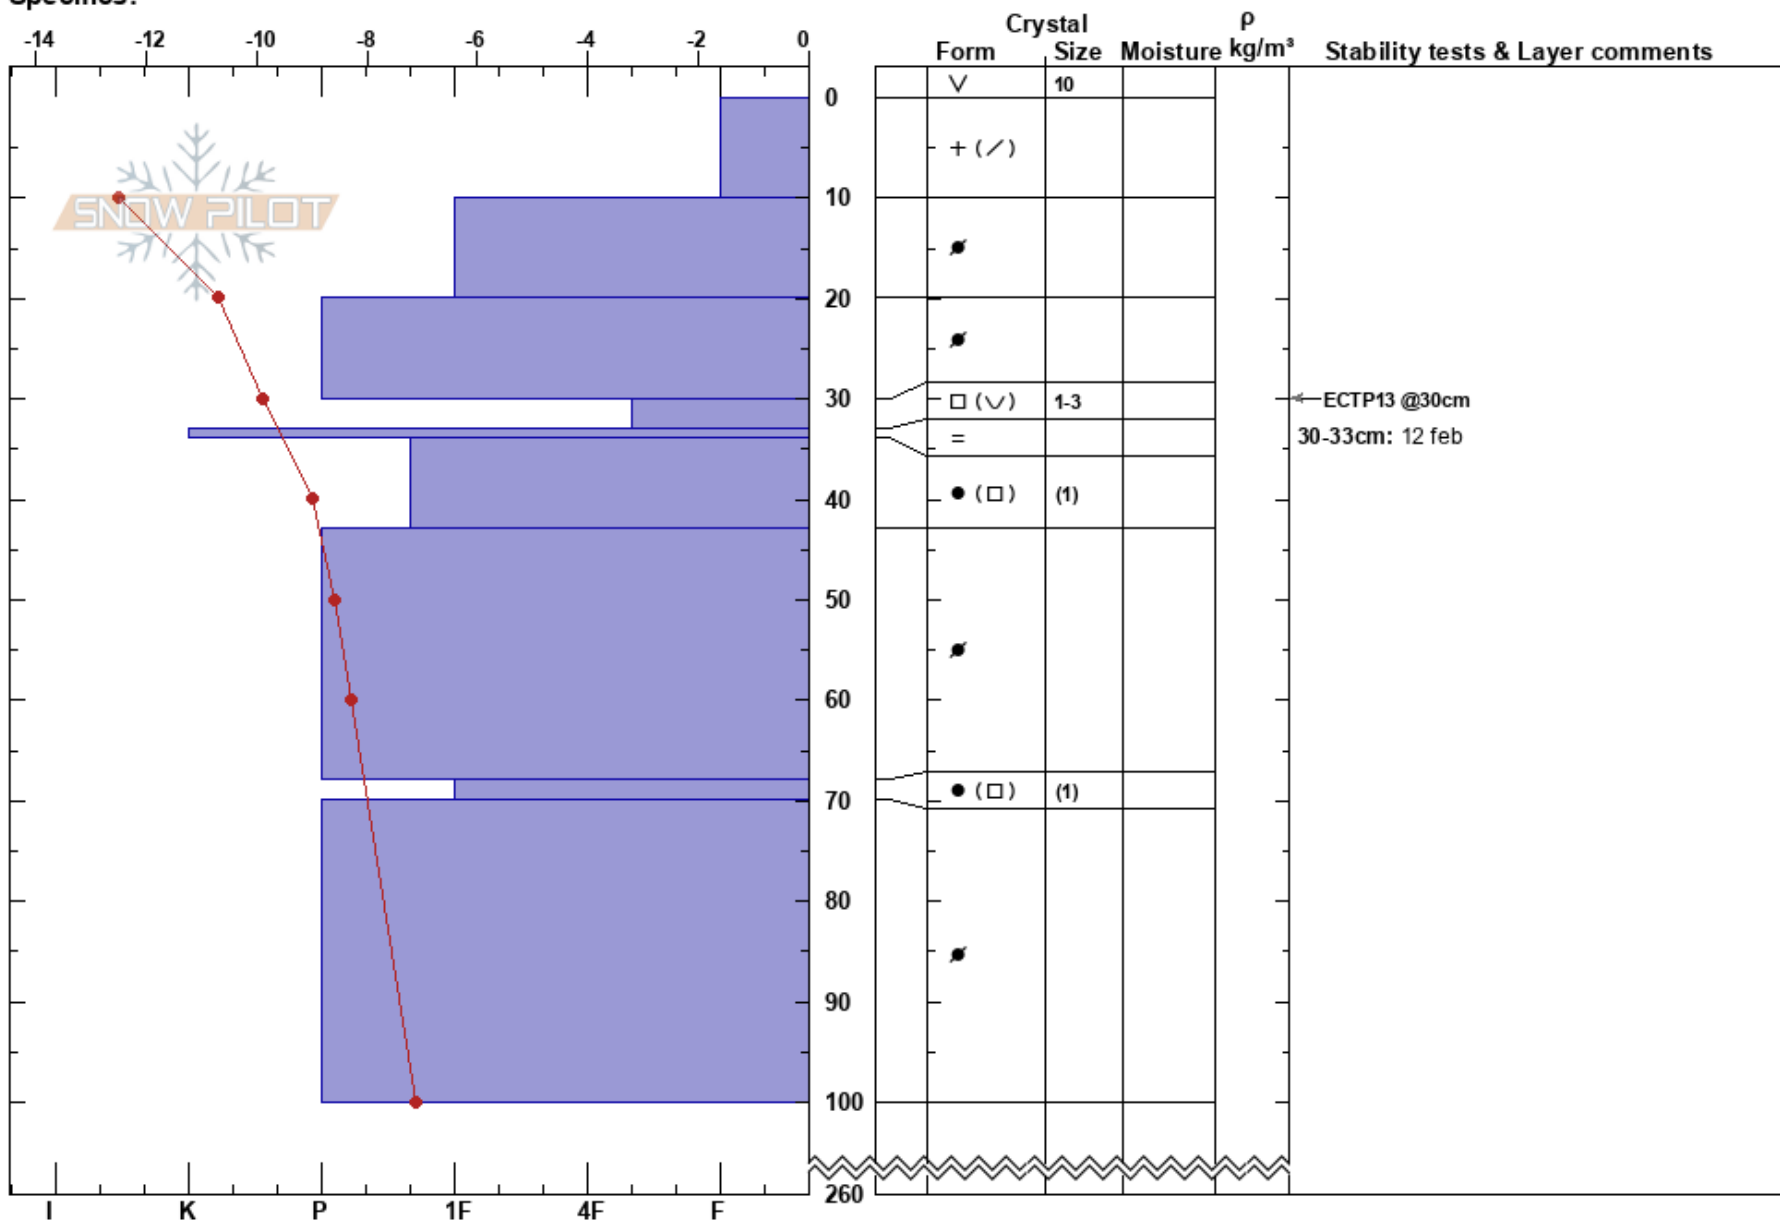 Specifics:
-14 -12 -10 -8 -6 -4 -2 0
Crystal ρ
Form Size Moisture kg/m³ Stability tests & Layer comments
10
0
+ (/)
SNOW PILOT
10
20
30
1-3
ECTP13 @30cm
= 30-33cm: 12 feb
40
(1)
50
60
70
(1)
80
90
100
260
I K P 1F 4F F